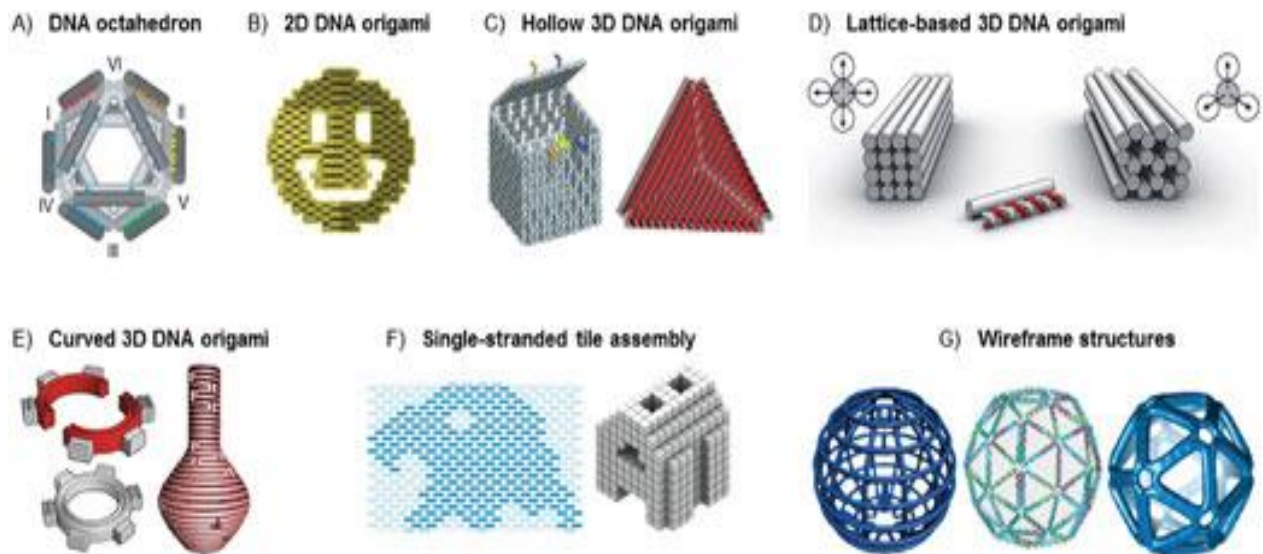 A) DNA octahedron
B) 2D DNA origami
C) Hollow 3D DNA origami
D) Lattice-based 3D DNA origami
VI
I
II
IV
V
III
E) Curved 3D DNA origami
F) Single-stranded tile assembly
G) Wireframe structures